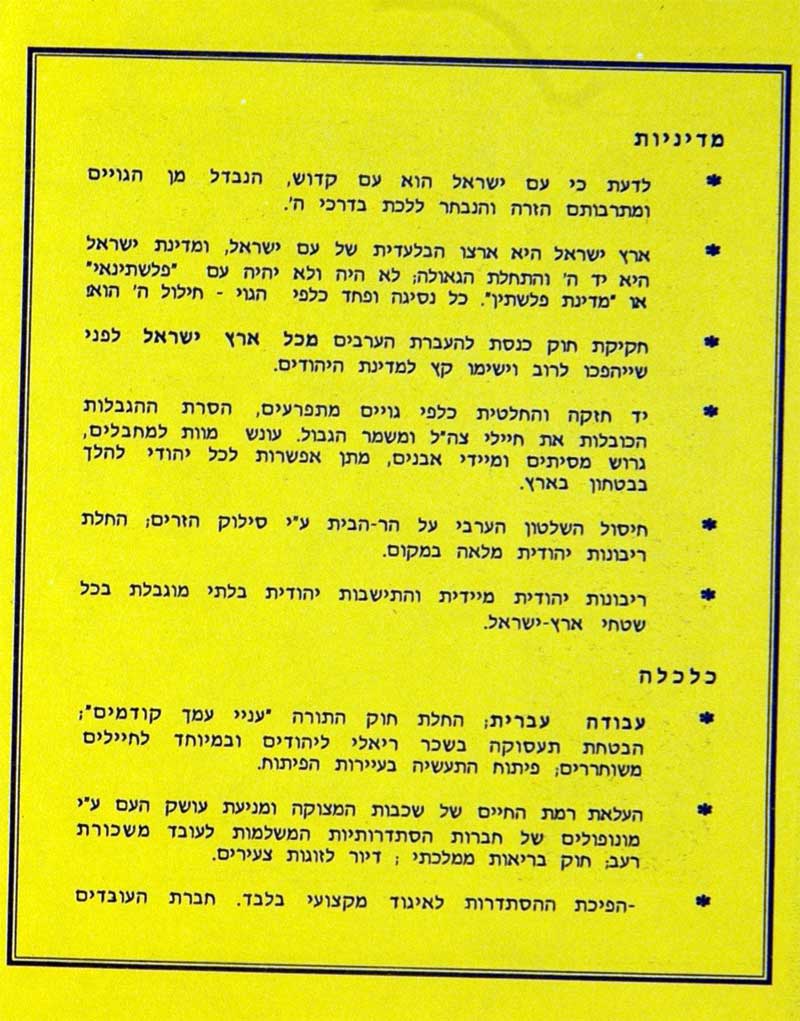 מדיניות
* לדעת כי עם ישראל הוא עם קדוש, הנבדל מן הגויים
ומתרבותם הזרה והנבחר ללכת בדרכי ה'.
* ארץ ישראל היא ארצו הבלעדית של עם ישראל, ומדינת ישראל
היא יד ה' והתחלת הגאולה; לא היה ולא יהיה עם "פלשתינאי"
או "מדינת פלשתין". כל נסיגה ופחד כלפי הגוי - חילול ה' הוא!
* חקיקת חוק כנסת להעברת הערבים מכל ארץ ישראל לפני
שייהפכו לרוב וישימו קץ למדינת היהודים.
* יד חזקה והחלטית כלפי גויים מתפרעים, הסרת ההגבלות
הכובלות את חיילי צה"ל ומשמר הגבול. עונש מוות למחבלים,
גרוש מסיתים ומיידי אבנים, מתן אפשרות לכל יהודי להלך
בבטחון בארץ.
* חיסול השלטון הערבי על הר-הבית ע"י סילוק הזרים; החלת
ריבונות יהודית מלאה במקום.
* ריבונות יהודית מיידית והתישבות יהודית בלתי מוגבלת בכל
שטחי ארץ-ישראל.
כלכלה
* עבודה עברית; החלת חוק התורה "עניי עמך קודמים";
הבטחת תעסוקה בשכר ריאלי ליהודים ובמיוחד לחיילים
משוחררים; פיתוח התעשיה בעיירות הפיתוח.
* העלאת רמת החיים של שכבות המצוקה ומניעת עושק העם ע"י
מונופולים של חברות הסתדרותיות המשלמות לעובד משכורת
רעב; חוק בריאות ממלכתי ; דיור לזוגות צעירים.
* -הפיכת ההסתדרות לאיגוד מקצועי בלבד. חברת העובדים